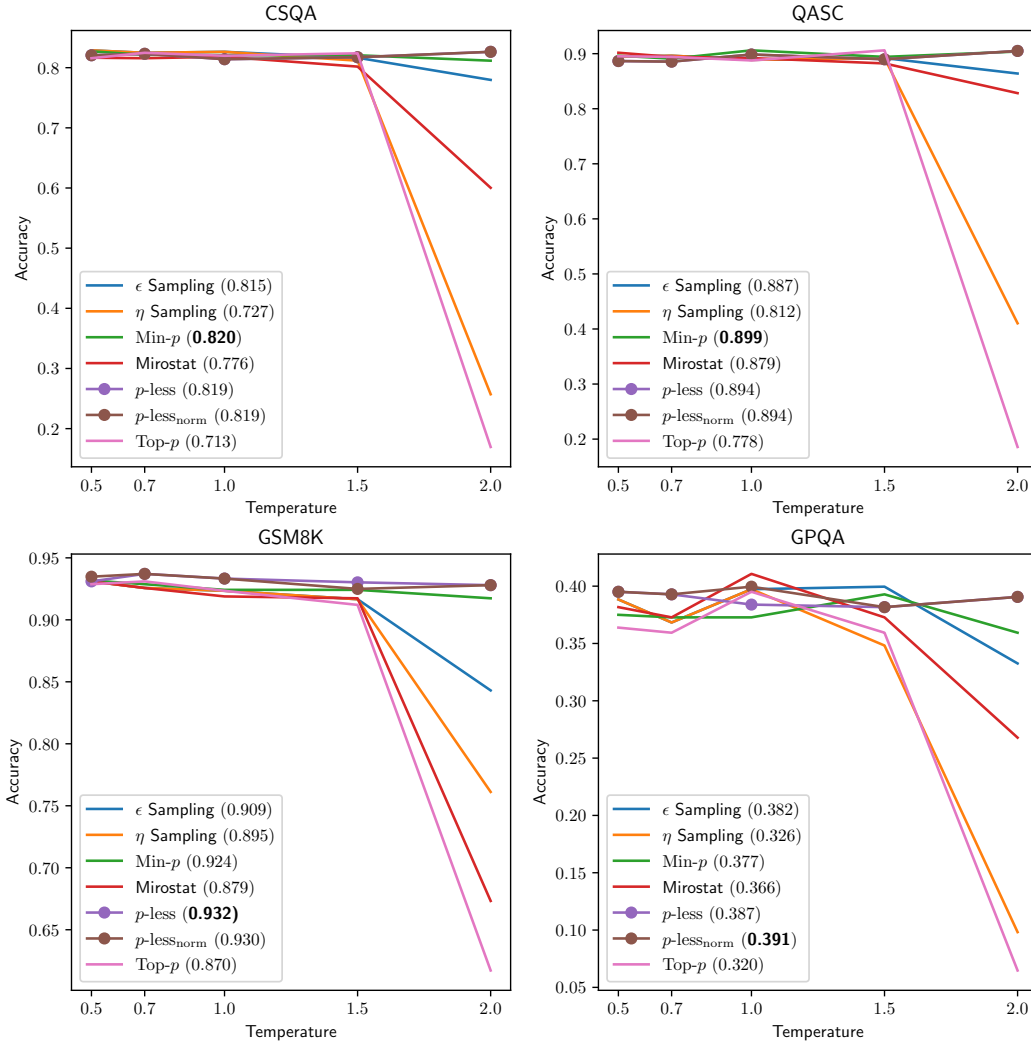 CSQA
Accuracy
0.8
0.7
0.6
0.5
0.4
0.3
0.2
ϵ Sampling (0.815)
η Sampling (0.727)
Min-p (0.820)
Mirostat (0.776)
p-less (0.819)
p-less_norm (0.819)
Top-p (0.713)
0.5 0.7 1.0 1.5 2.0
Temperature
QASC
Accuracy
0.9
0.8
0.7
0.6
0.5
0.4
0.3
0.2
ϵ Sampling (0.887)
η Sampling (0.812)
Min-p (0.899)
Mirostat (0.879)
p-less (0.894)
p-less_norm (0.894)
Top-p (0.778)
0.5 0.7 1.0 1.5 2.0
Temperature
GSM8K
Accuracy
0.95
0.90
0.85
0.80
0.75
0.70
0.65
ϵ Sampling (0.909)
η Sampling (0.895)
Min-p (0.924)
Mirostat (0.879)
p-less (0.932)
p-less_norm (0.930)
Top-p (0.870)
0.5 0.7 1.0 1.5 2.0
Temperature
GPQA
Accuracy
0.40
0.35
0.30
0.25
0.20
0.15
0.10
0.05
ϵ Sampling (0.382)
η Sampling (0.326)
Min-p (0.377)
Mirostat (0.366)
p-less (0.387)
p-less_norm (0.391)
Top-p (0.320)
0.5 0.7 1.0 1.5 2.0
Temperature